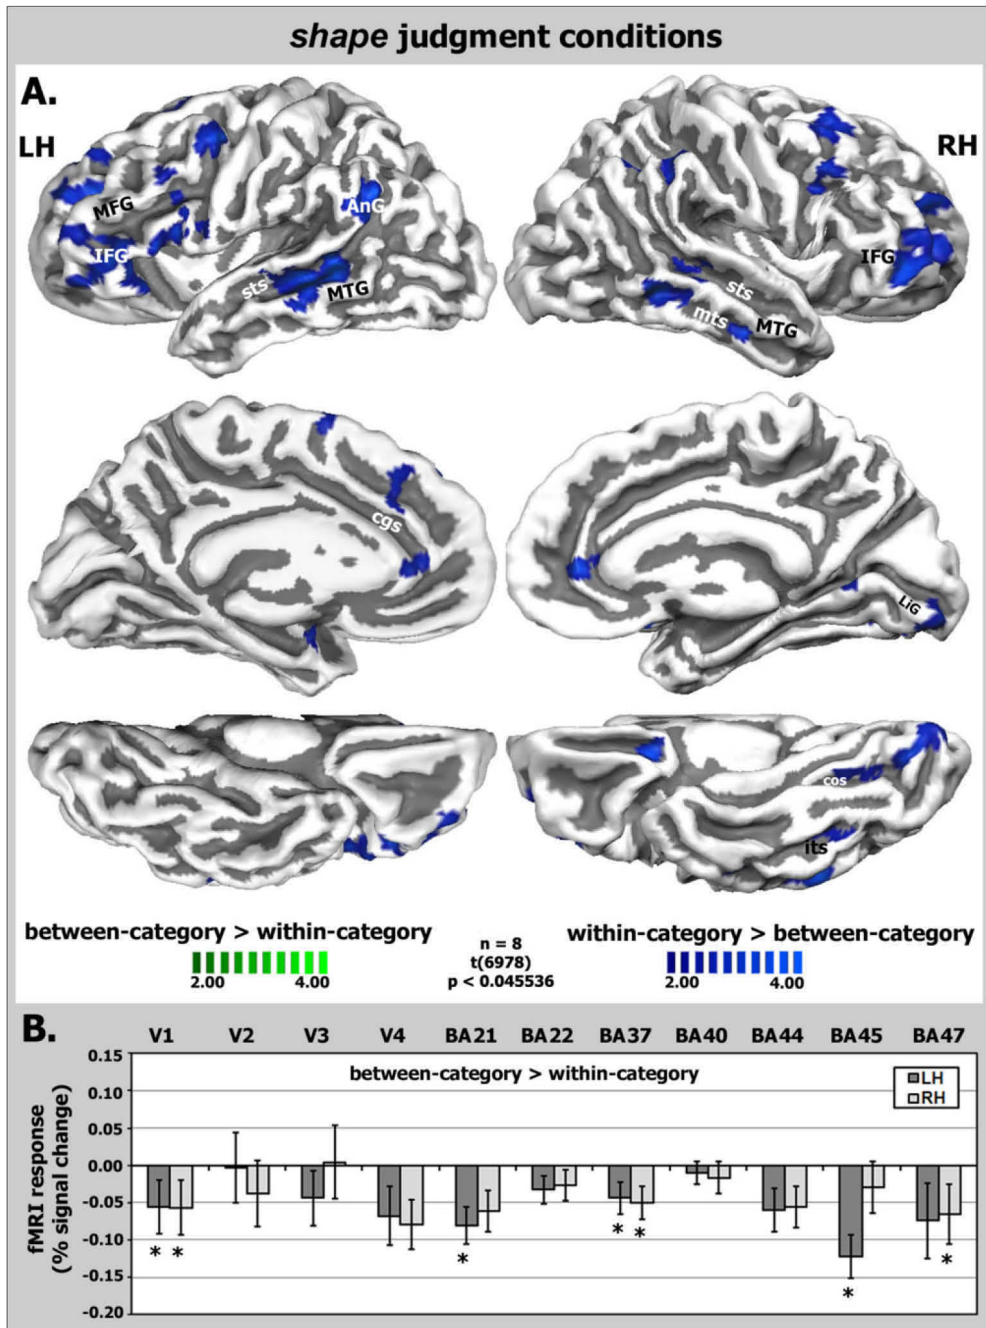 shape judgment conditions
A.
LH
RH
MFG
AnG
IFG
IFG
sts
MTG
sts
mts
MTG
cgs
LiG
cos
its
between-category > within-category
within-category > between-category
n = 8
t(6978)
p < 0.045536
2.00 4.00
2.00 4.00
B.
V1 V2 V3 V4 BA21 BA22 BA37 BA40 BA44 BA45 BA47
between-category > within-category
LH
RH
fMRI response
(% signal change)
0.15
0.10
0.05
0.00
-0.05
-0.10
-0.15
-0.20
* * * * * * *